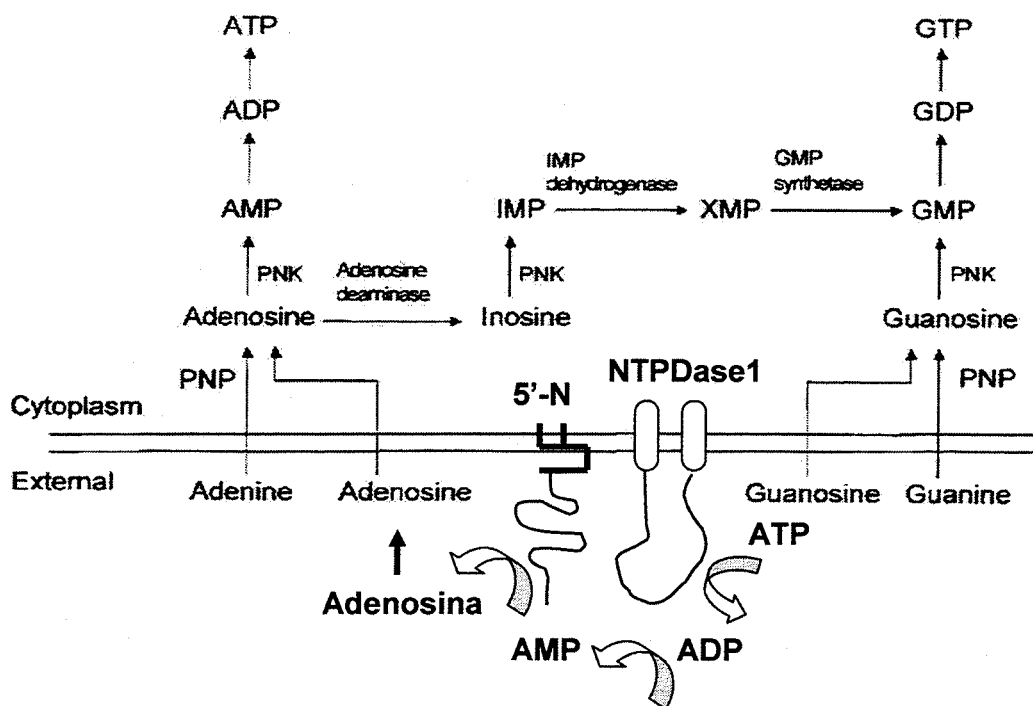 ATP
GTP
ADP
GDP
IMP
dehydrogenase
GMP
synthetase
AMP
IMP
XMP
GMP
PNK
Adenosine
deaminase
PNK
PNK
Adenosine
Inosine
Guanosine
PNP
NTPDase1
PNP
5'-N
Cytoplasm
External
Adenine
Adenosine
Guanosine
Guanine
ATP
Adenosina
AMP
ADP